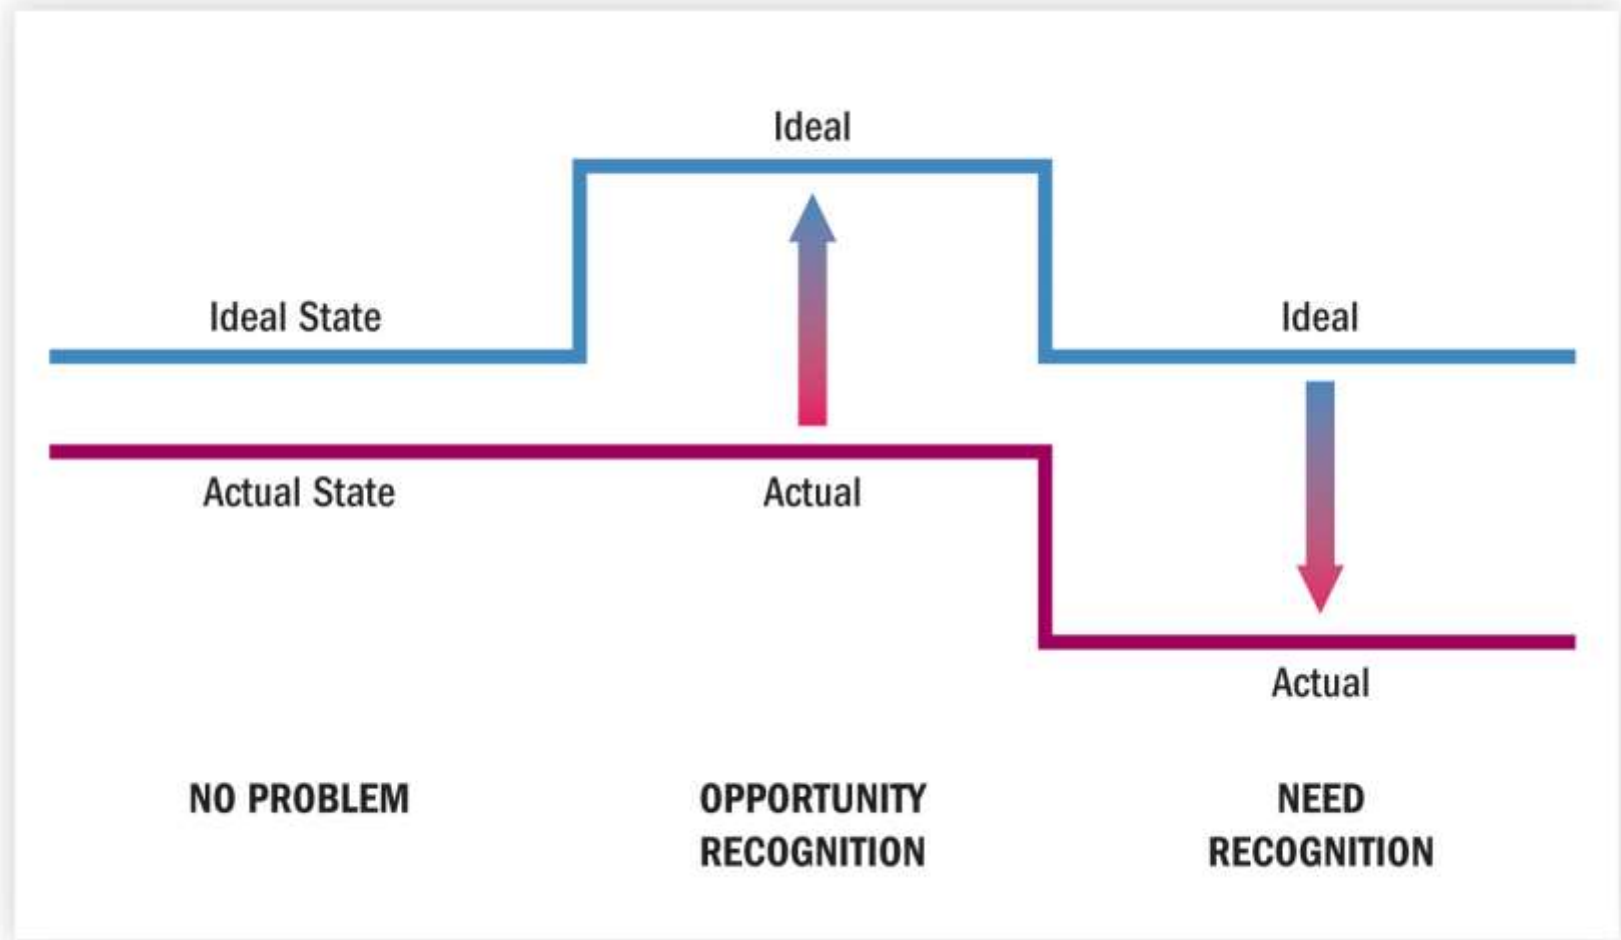 Ideal
Ideal State
Ideal
Actual State
Actual
Actual
NO PROBLEM
OPPORTUNITY
RECOGNITION
NEED
RECOGNITION